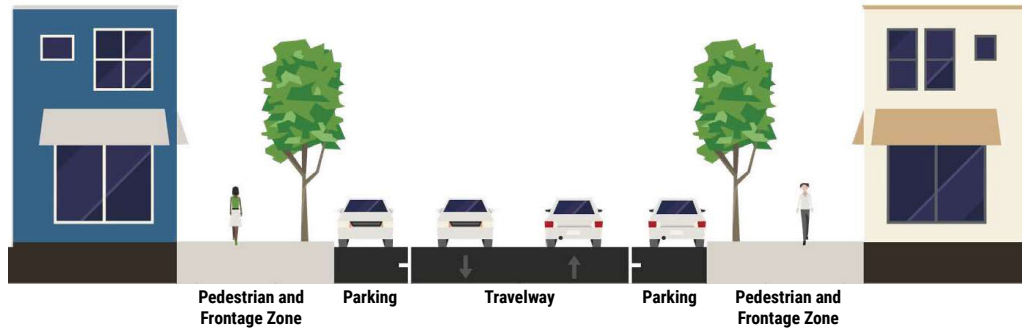 Pedestrian and
Frontage Zone
Parking
Travelway
Parking
Pedestrian and
Frontage Zone